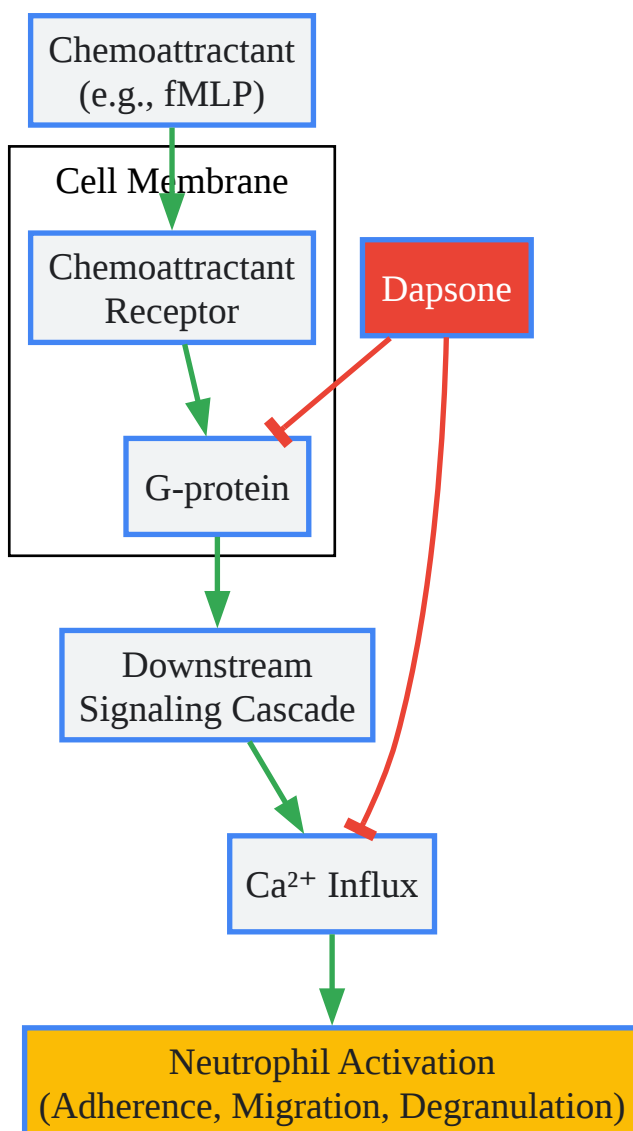 Chemoattractant
(e.g., fMLP)
Cell Membrane
Chemoattractant
Receptor
Dapsone
G-protein
Downstream
Signaling Cascade
Ca²⁺ Influx
Neutrophil Activation
(Adherence, Migration, Degranulation)